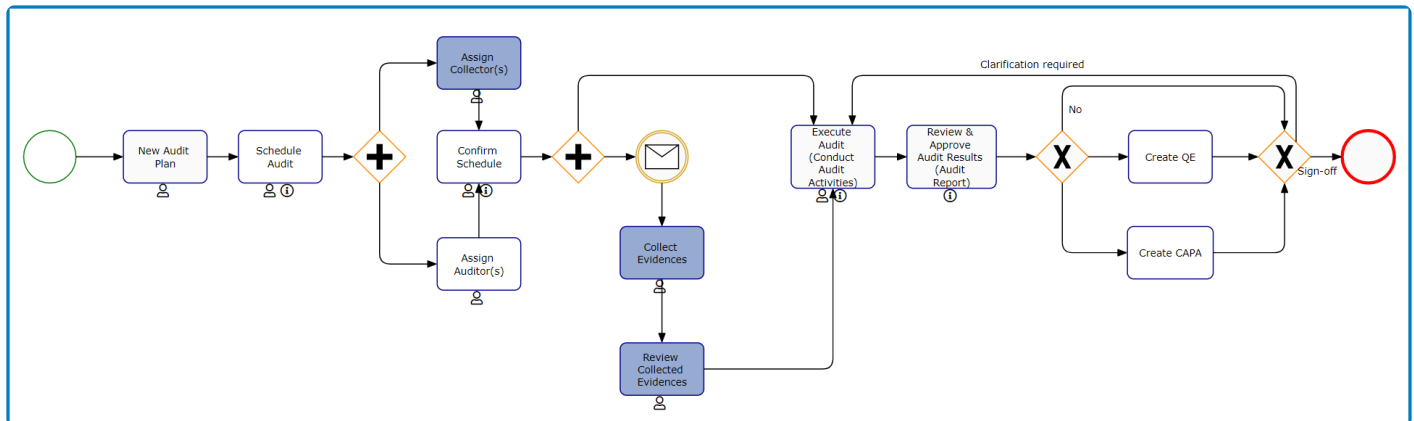 New Audit
Plan
Schedule
Audit
Assign
Collector(s)
Confirm
Schedule
Assign
Auditor(s)
Collect
Evidences
Review
Collected
Evidences
Execute
Audit
(Conduct
Audit
Activities)
Review &
Approve
Audit Results
(Audit
Report)
Clarification required
No
X
Create QE
Create CAPA
X
Sign-off